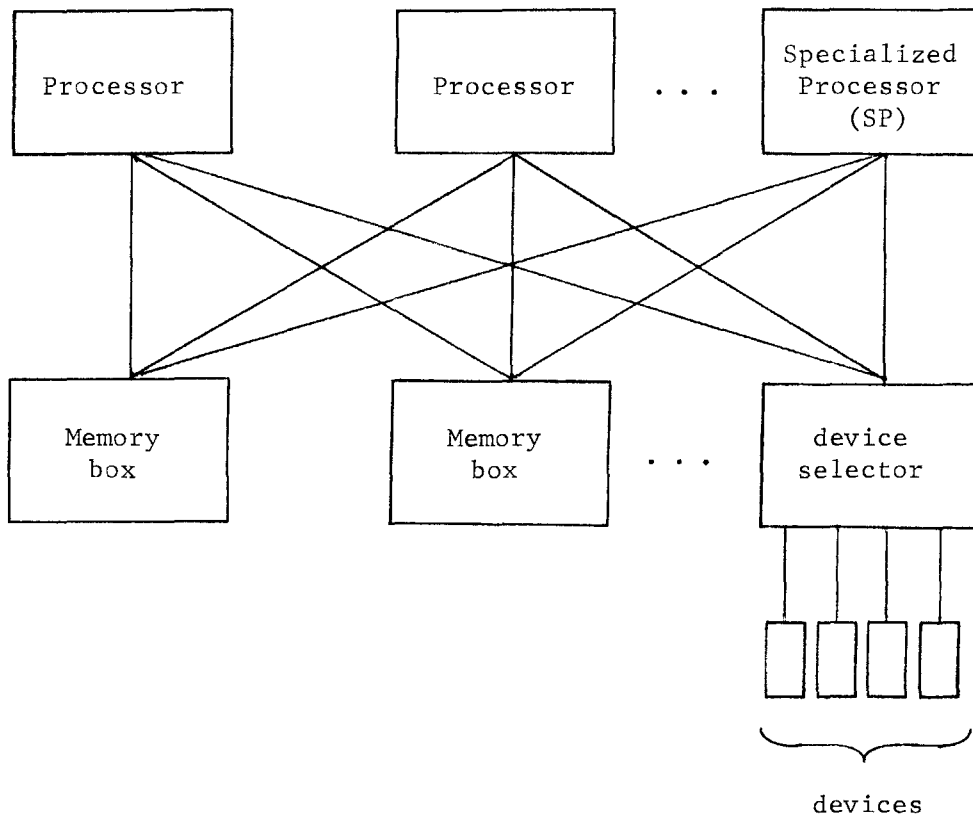 Processor
Processor
. . .
Specialized
Processor
(SP)
Memory
box
Memory
box
. . .
device
selector
devices